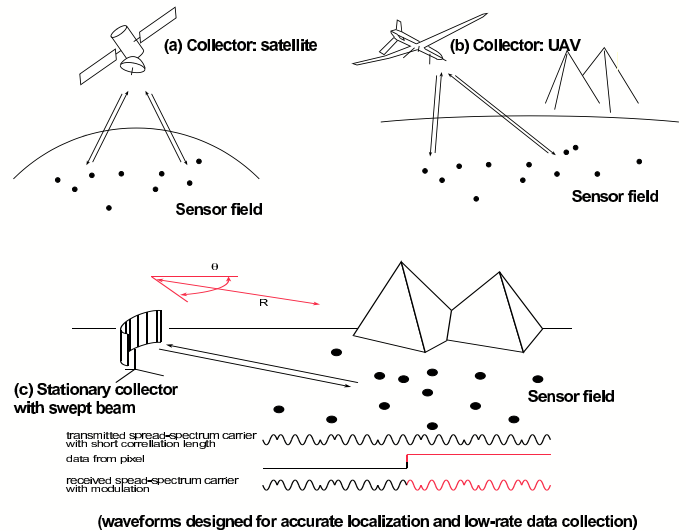 (a) Collector: satellite
(b) Collector: UAV
Sensor field
Sensor field
θ
R
(c) Stationary collector
with swept beam
Sensor field
transmitted spread-spectrum carrier
with short correllation length
data from pixel
received spead-spectrum carrier
with modulation
(waveforms designed for accurate localization and low-rate data collection)